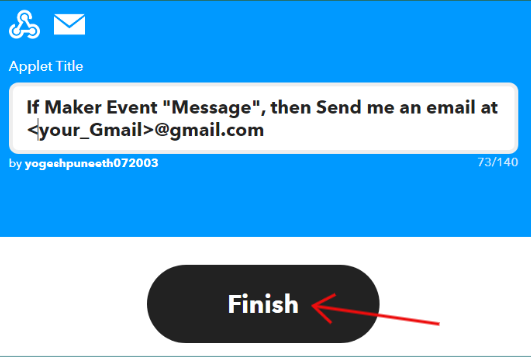 Applet Title
If Maker Event "Message", then Send me an email at
<your_Gmail>@gmail.com
by yogeshpuneeth072003
73/140
Finish